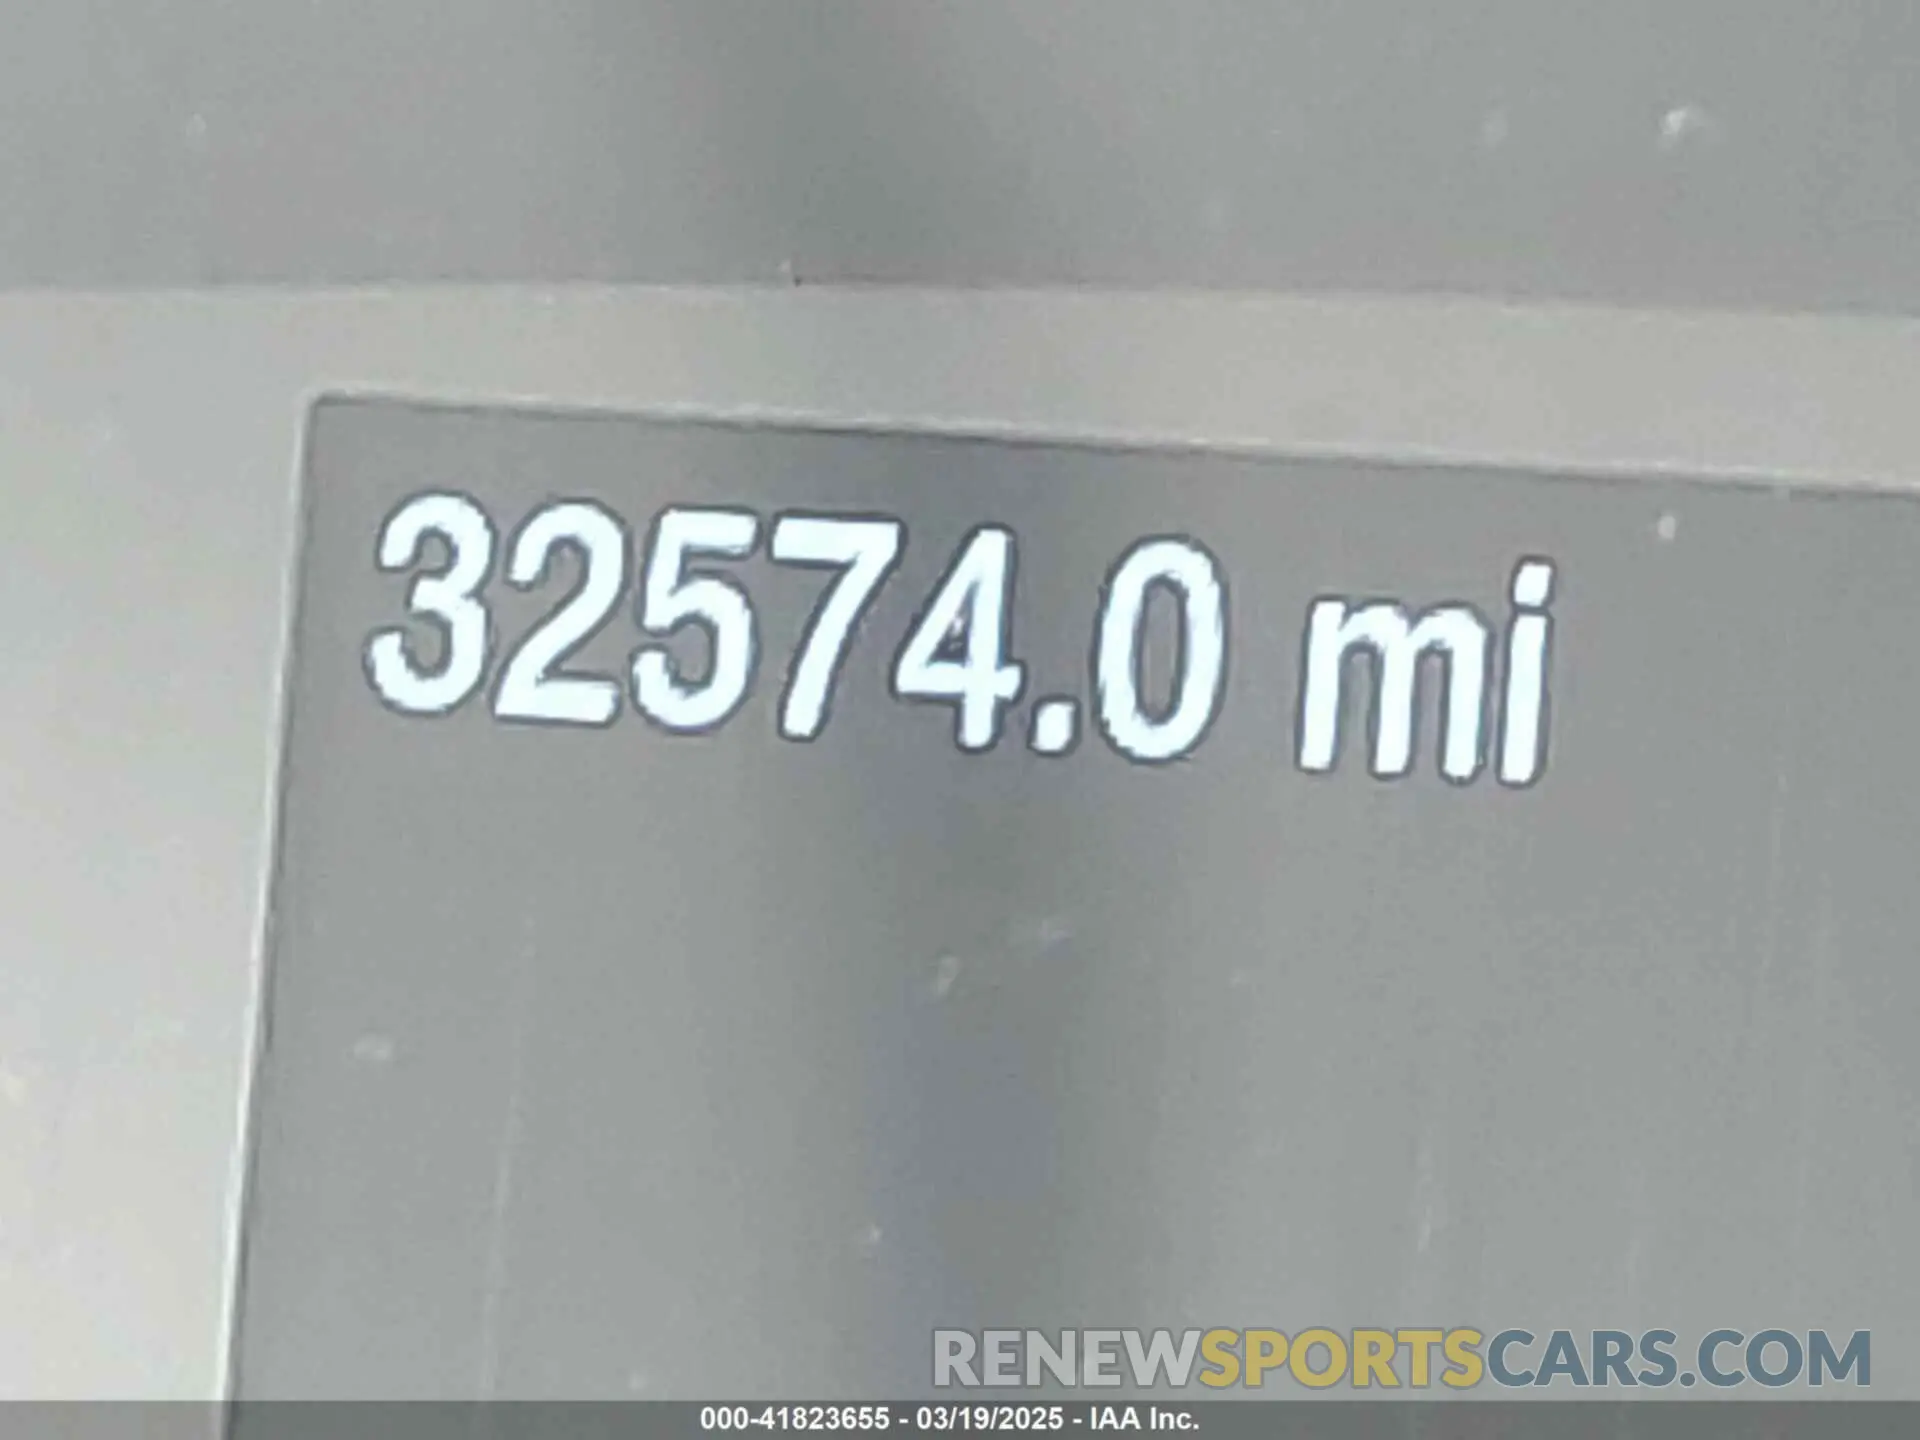 32574.0 mi
RENEWSPORTSCARS.COM
000-41823655 - 03/19/2025 - IAA Inc.